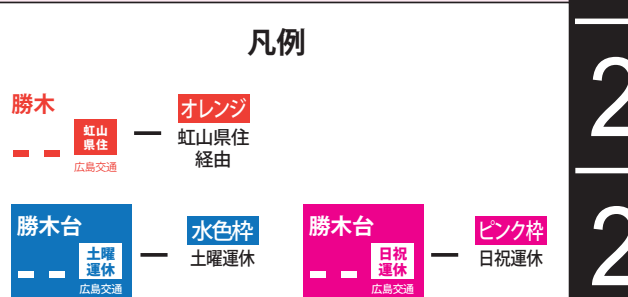 凡例
勝木
虹山
県住
広島交通
オレンジ
虹山県住
経由
勝木台
土曜
運休
広島交通
水色枠
土曜運休
勝木台
日祝
運休
広島交通
ピンク枠
日祝運休
2
2